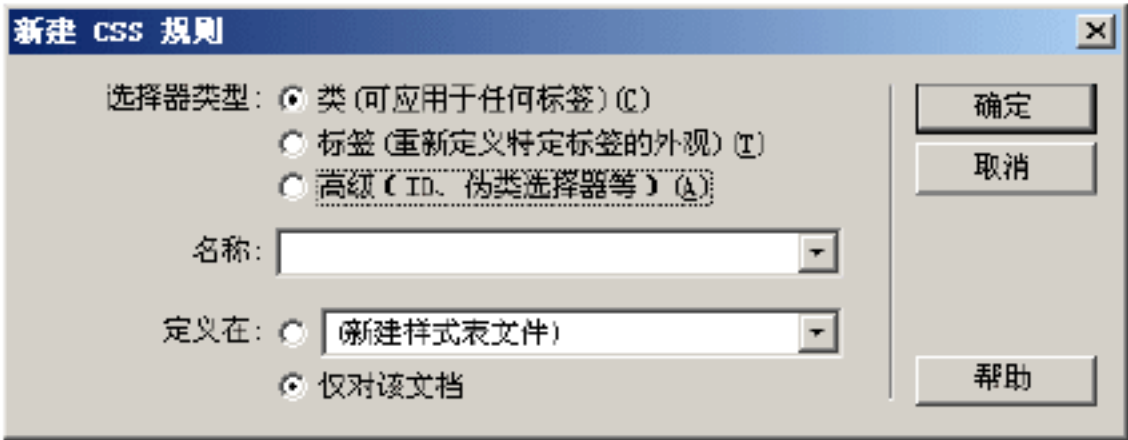 新建 CSS 规则
选择器类型: 类(可应用于任何标签)(C)
标签(重新定义特定标签的外观)(T)
高级(ID、伪类选择器等)(A)
名称:
定义在: (新建样式表文件)
仅对该文档
确定
取消
帮助